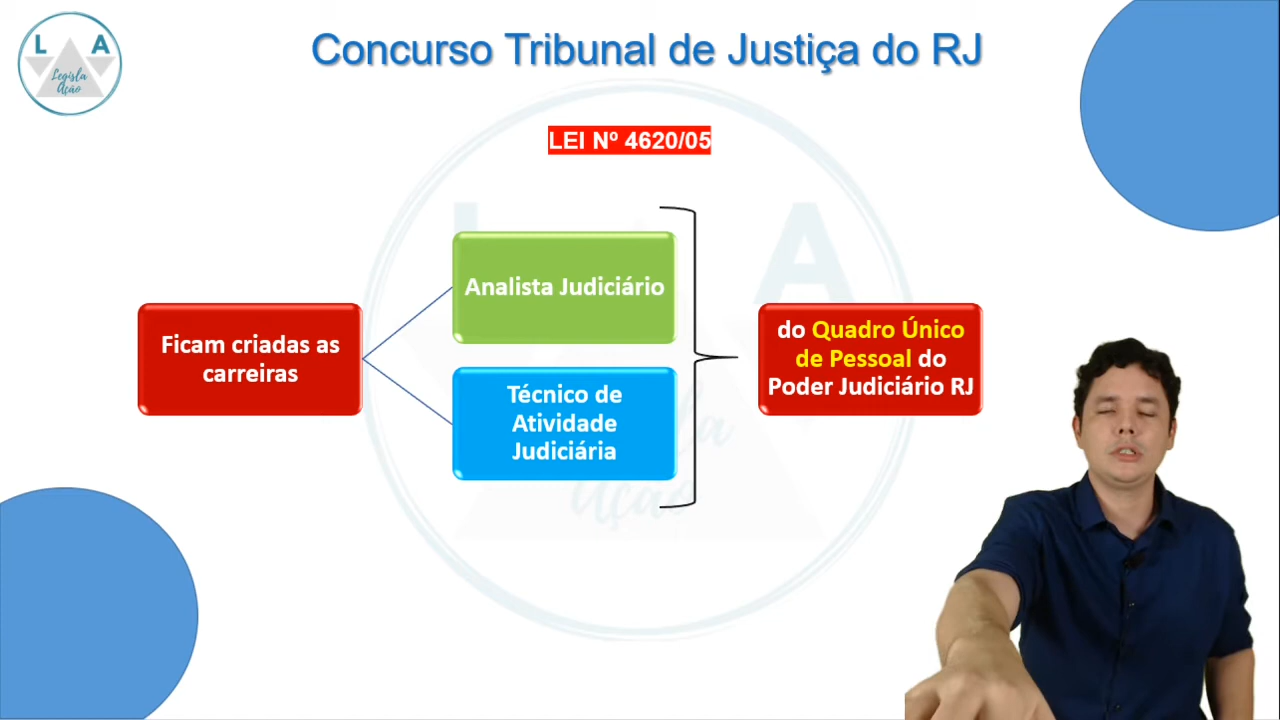 L A
Legisla
Ação
Concurso Tribunal de Justiça do RJ
LEI Nº 4620/05
Ficam criadas as
carreiras
Analista Judiciário
Técnico de
Atividade
Judiciária
do Quadro Único
de Pessoal do
Poder Judiciário RJ